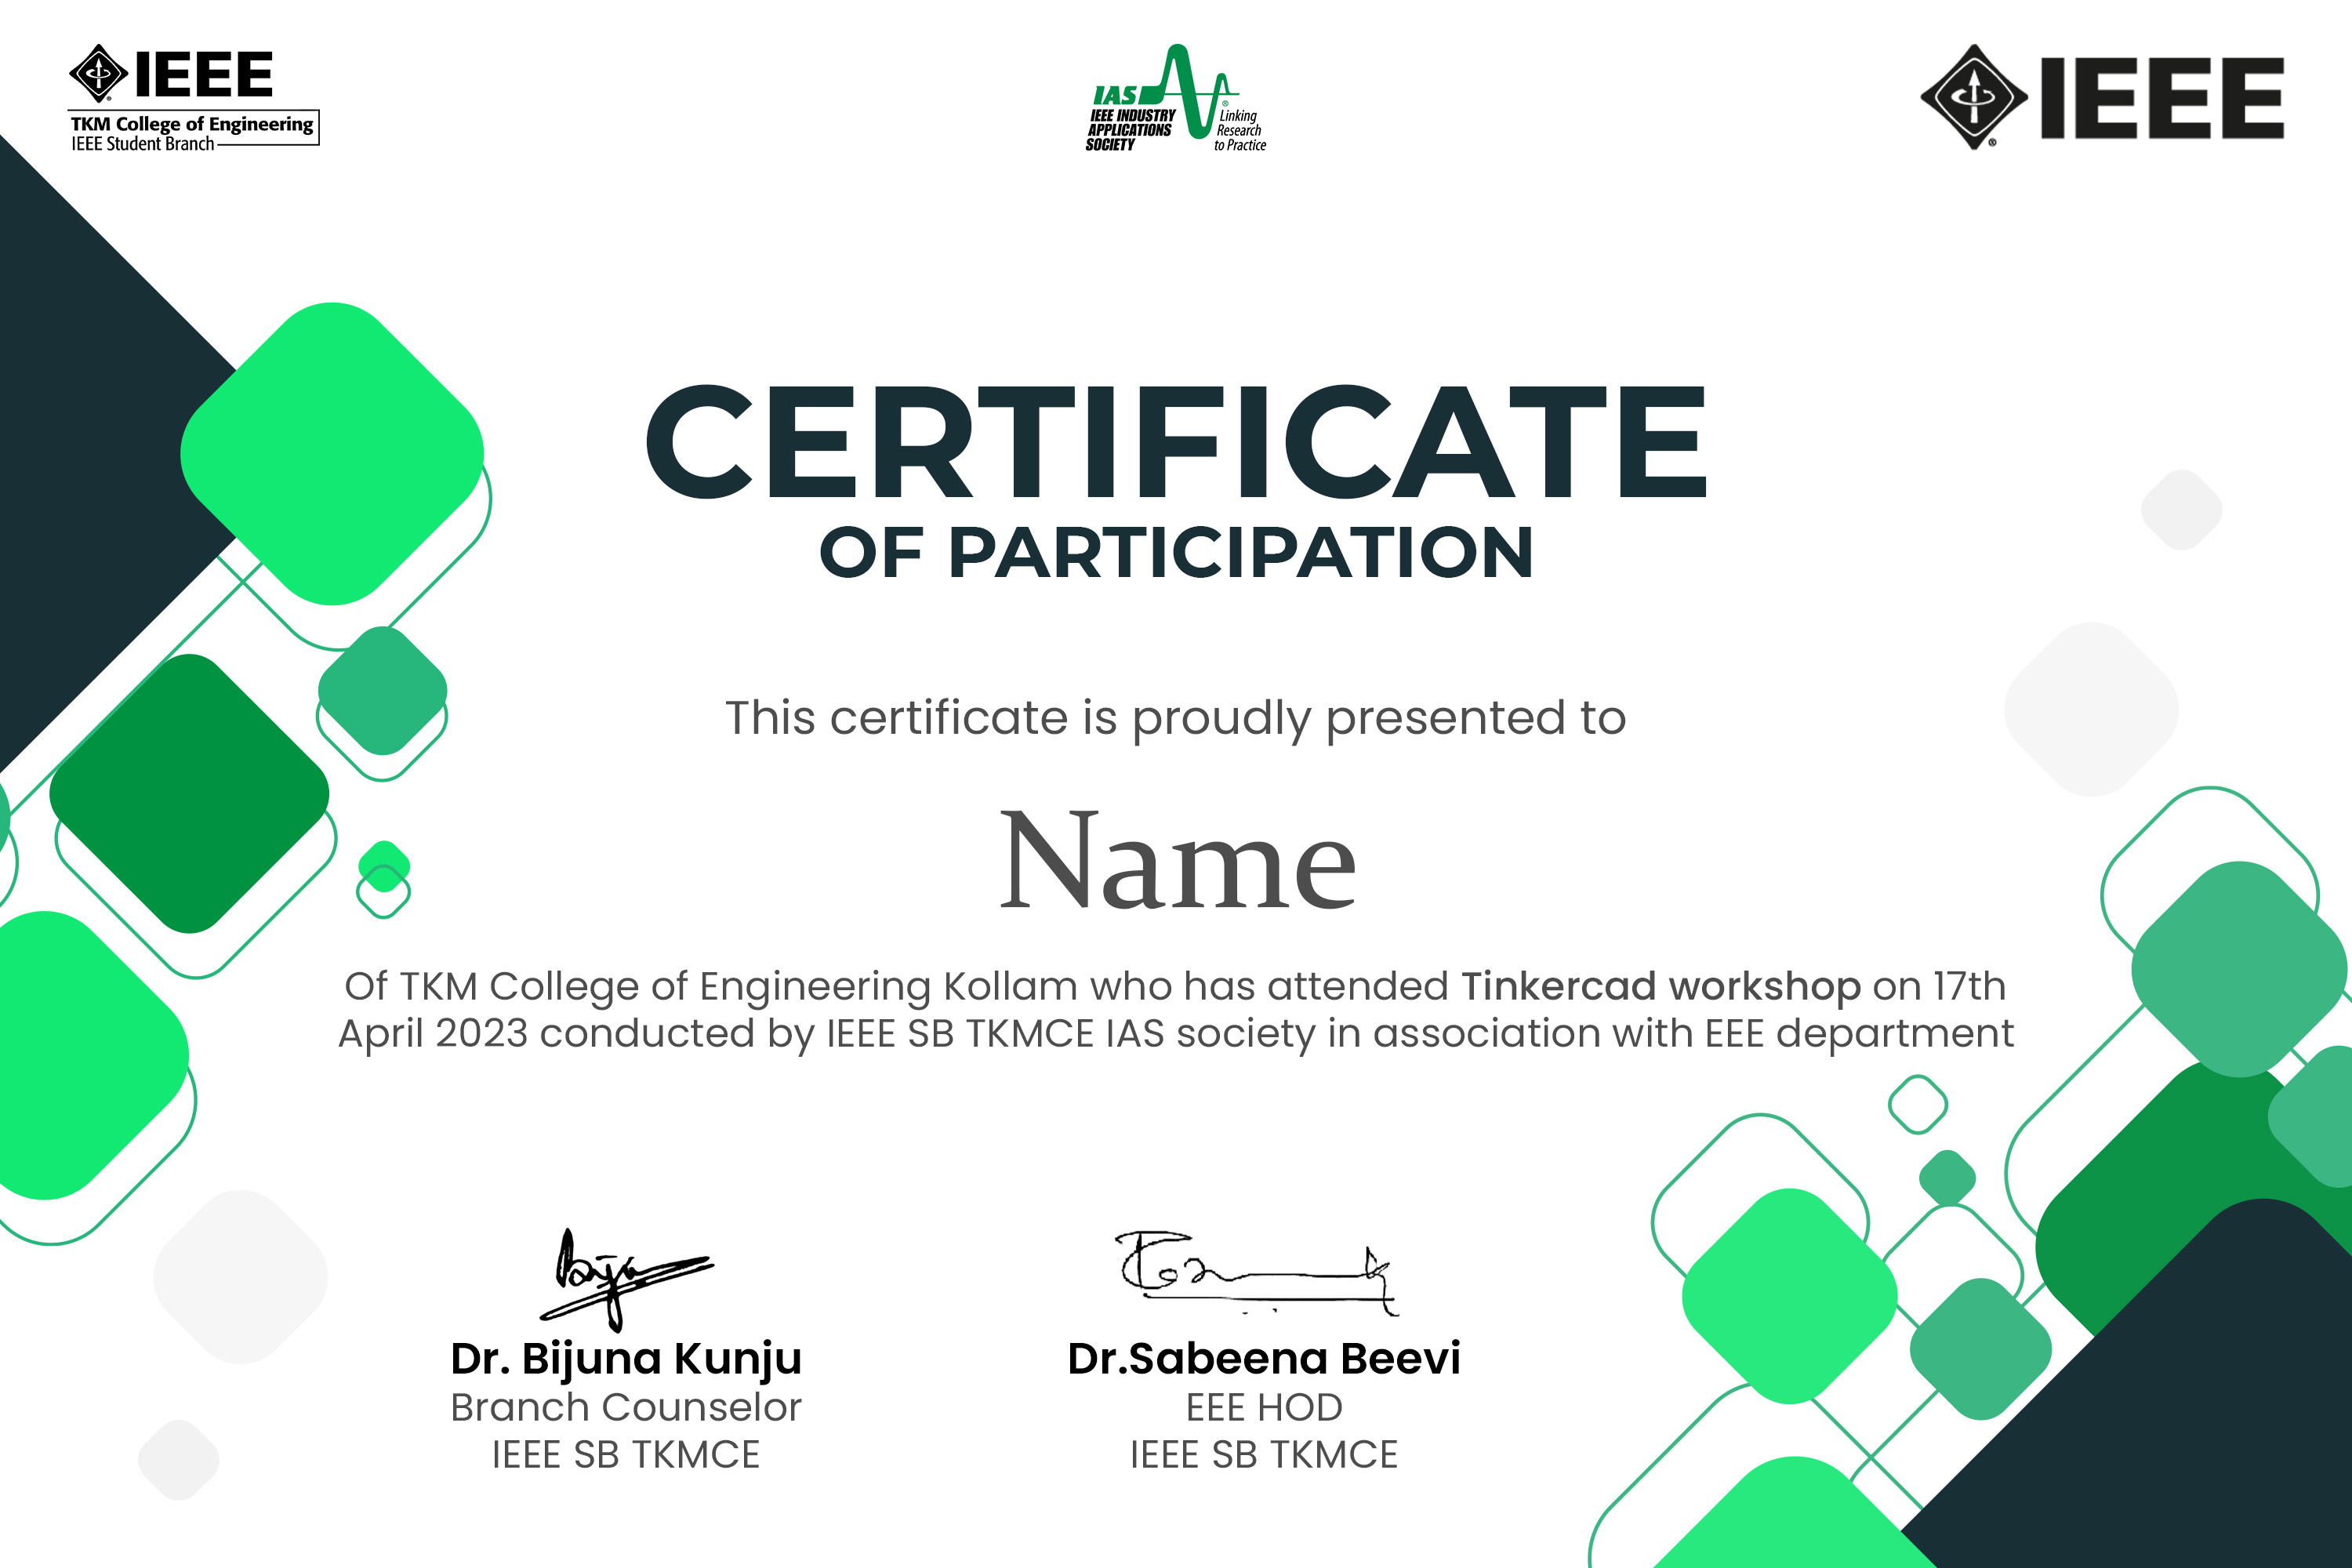 IEEE
TKM College of Engineering
IEEE Student Branch
IAS
IEEE INDUSTRY
APPLICATIONS
SOCIETY
®
Linking
Research
to Practice
IEEE
CERTIFICATE
OF PARTICIPATION
This certificate is proudly presented to
Name
Of TKM College of Engineering Kollam who has attended Tinkercad workshop on 17th
April 2023 conducted by IEEE SB TKMCE IAS society in association with EEE department
Dr. Bijuna Kunju
Branch Counselor
IEEE SB TKMCE
Dr.Sabeena Beevi
EEE HOD
IEEE SB TKMCE